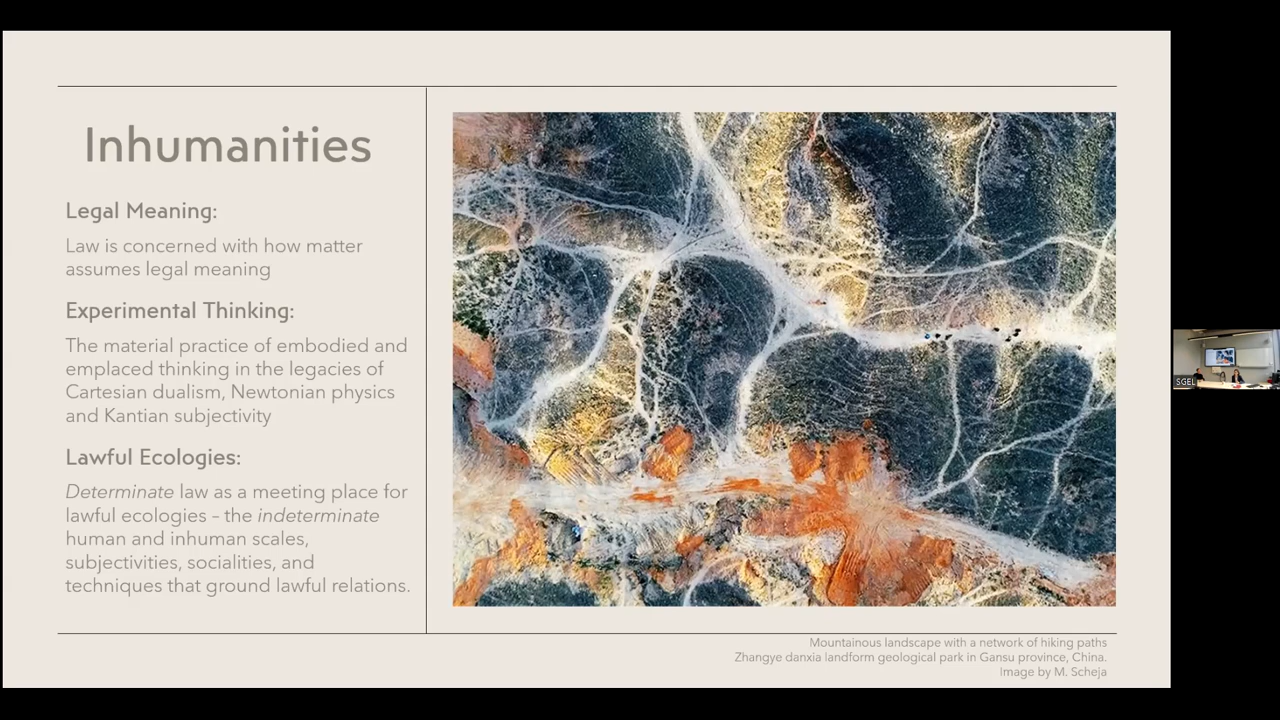 Inhumanities
Legal Meaning:
Law is concerned with how matter
assumes legal meaning
Experimental Thinking:
The material practice of embodied and
emplaced thinking in the legacies of
Cartesian dualism, Newtonian physics
and Kantian subjectivity
Lawful Ecologies:
Determinate law as a meeting place for
lawful ecologies – the indeterminate
human and inhuman scales,
subjectivities, socialities, and
techniques that ground lawful relations.
Mountainous landscape with a network of hiking paths
Zhangye danxia landform geological park in Gansu province, China.
Image by M. Scheja
SGEL